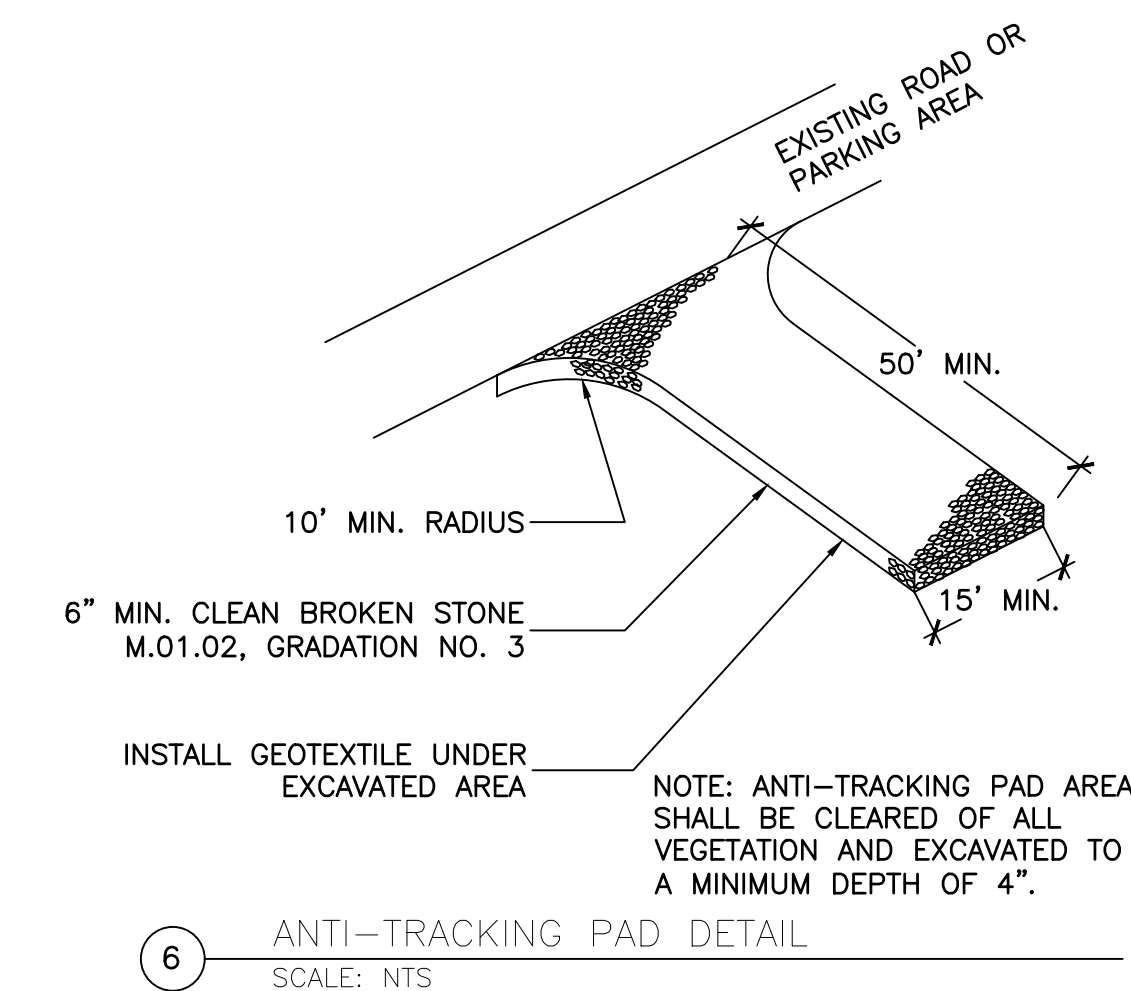 EXISTING ROAD OR
PARKING AREA
50' MIN.
10' MIN. RADIUS
15' MIN.
6" MIN. CLEAN BROKEN STONE
M.01.02, GRADATION NO. 3
INSTALL GEOTEXTILE UNDER
EXCAVATED AREA
NOTE: ANTI-TRACKING PAD AREA
SHALL BE CLEARED OF ALL
VEGETATION AND EXCAVATED TO
A MINIMUM DEPTH OF 4".
6
ANTI-TRACKING PAD DETAIL
SCALE: NTS